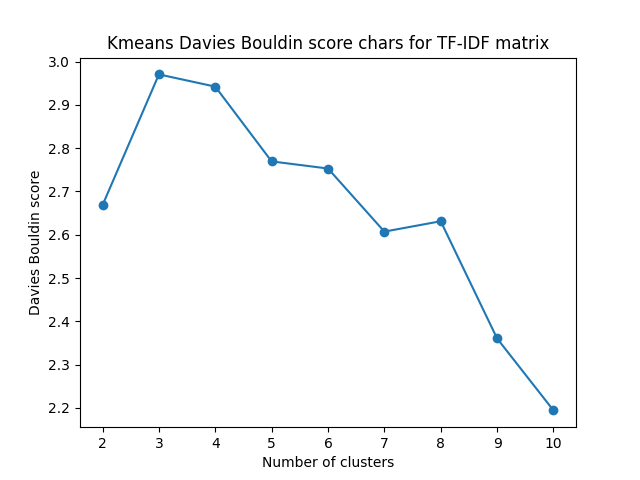 Kmeans Davies Bouldin score chars for TF-IDF matrix
3.0
2.9
2.8
2.7
2.6
2.5
2.4
2.3
2.2
Davies Bouldin score
2 3 4 5 6 7 8 9 10
Number of clusters